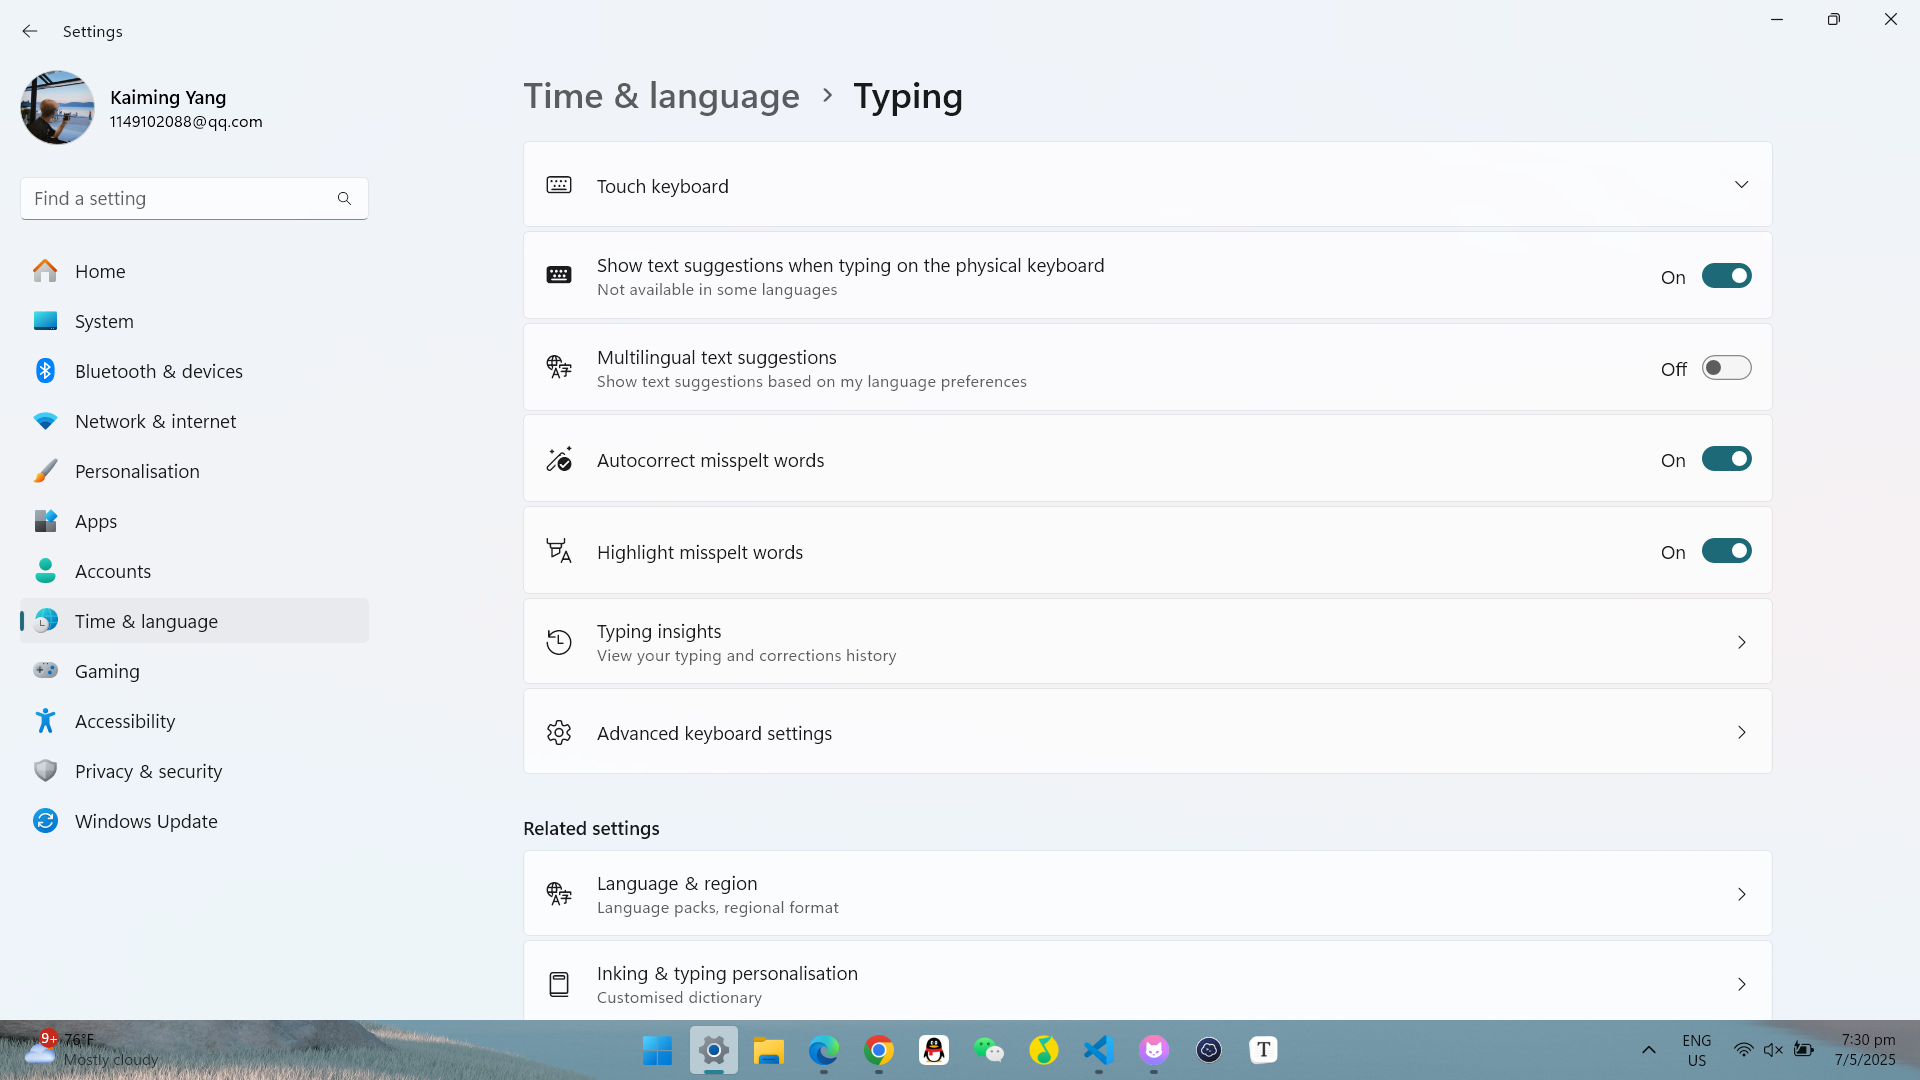 Settings
Kaiming Yang
1149102088@qq.com
Find a setting
Home
System
Bluetooth & devices
Network & internet
Personalisation
Apps
Accounts
Time & language
Gaming
Accessibility
Privacy & security
Windows Update
Time & language > Typing
Touch keyboard
Show text suggestions when typing on the physical keyboard
Not available in some languages
On
Multilingual text suggestions
Show text suggestions based on my language preferences
Off
Autocorrect misspelt words
On
Highlight misspelt words
On
Typing insights
View your typing and corrections history
Advanced keyboard settings
Related settings
Language & region
Language packs, regional format
Inking & typing personalisation
Customised dictionary
9+
76°F
Mostly cloudy
T
ENG
US
7:30 pm
7/5/2025